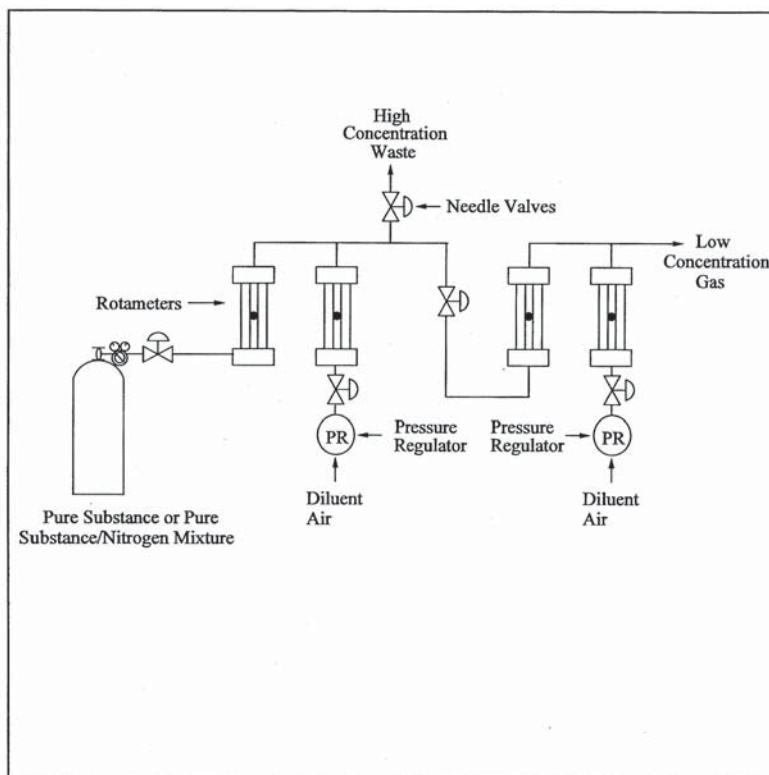 High
Concentration
Waste
Needle Valves
Low
Concentration
Gas
Rotameters
PR
Pressure
Regulator
Pressure
Regulator
PR
Diluent
Air
Diluent
Air
Pure Substance or Pure
Substance/Nitrogen Mixture